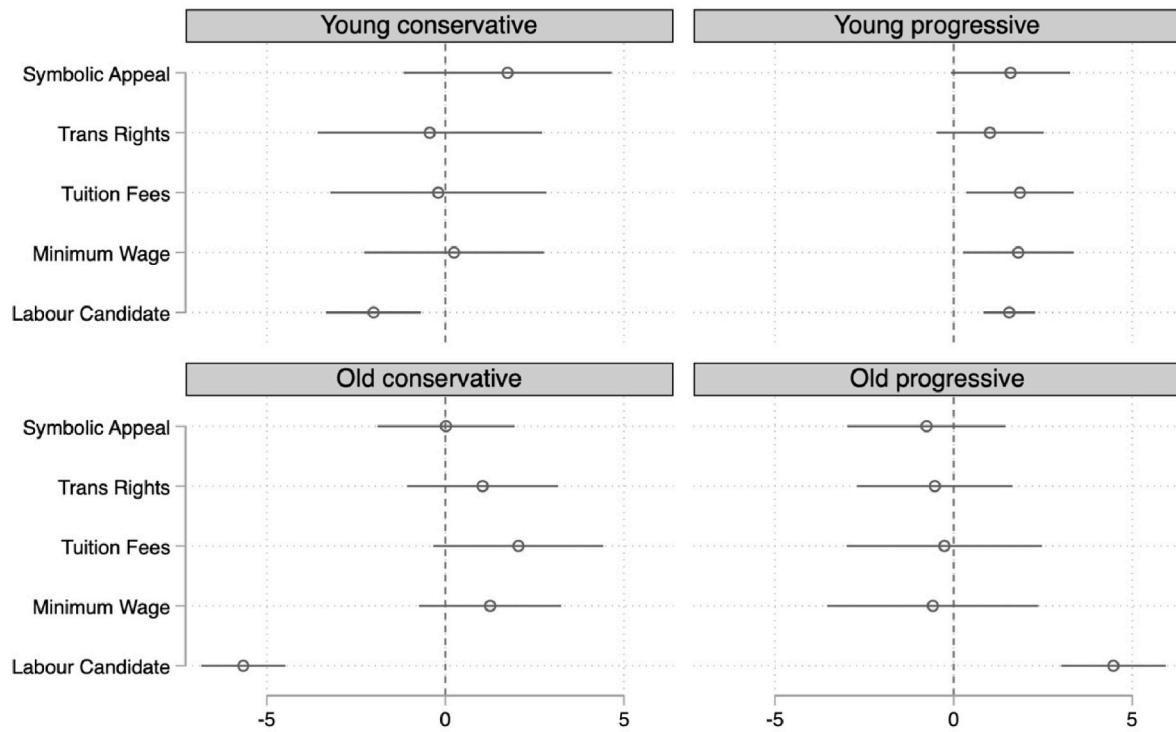 Young conservative
Young progressive
Symbolic Appeal
Trans Rights
Tuition Fees
Minimum Wage
Labour Candidate
Old conservative
Old progressive
Symbolic Appeal
Trans Rights
Tuition Fees
Minimum Wage
Labour Candidate
-5 0 5
-5 0 5